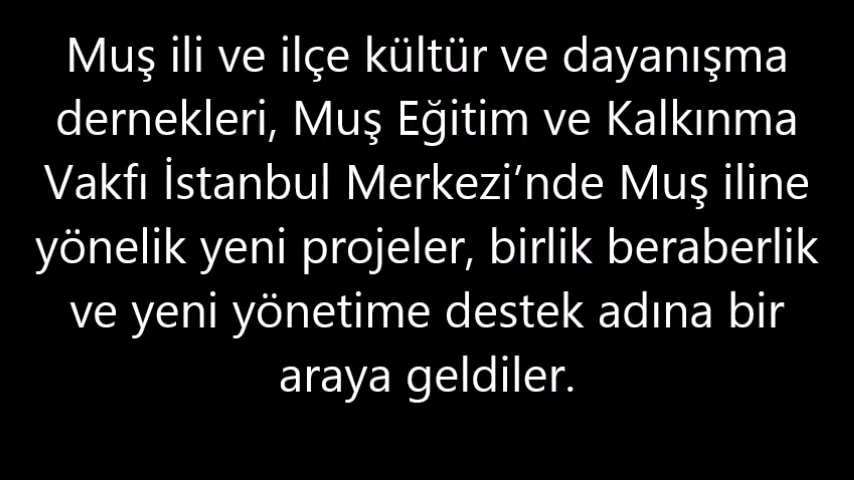 Muş ili ve ilçe kültür ve dayanışma
dernekleri, Muş Eğitim ve Kalkınma
Vakfı İstanbul Merkezi’nde Muş iline
yönelik yeni projeler, birlik beraberlik
ve yeni yönetime destek adına bir
araya geldiler.